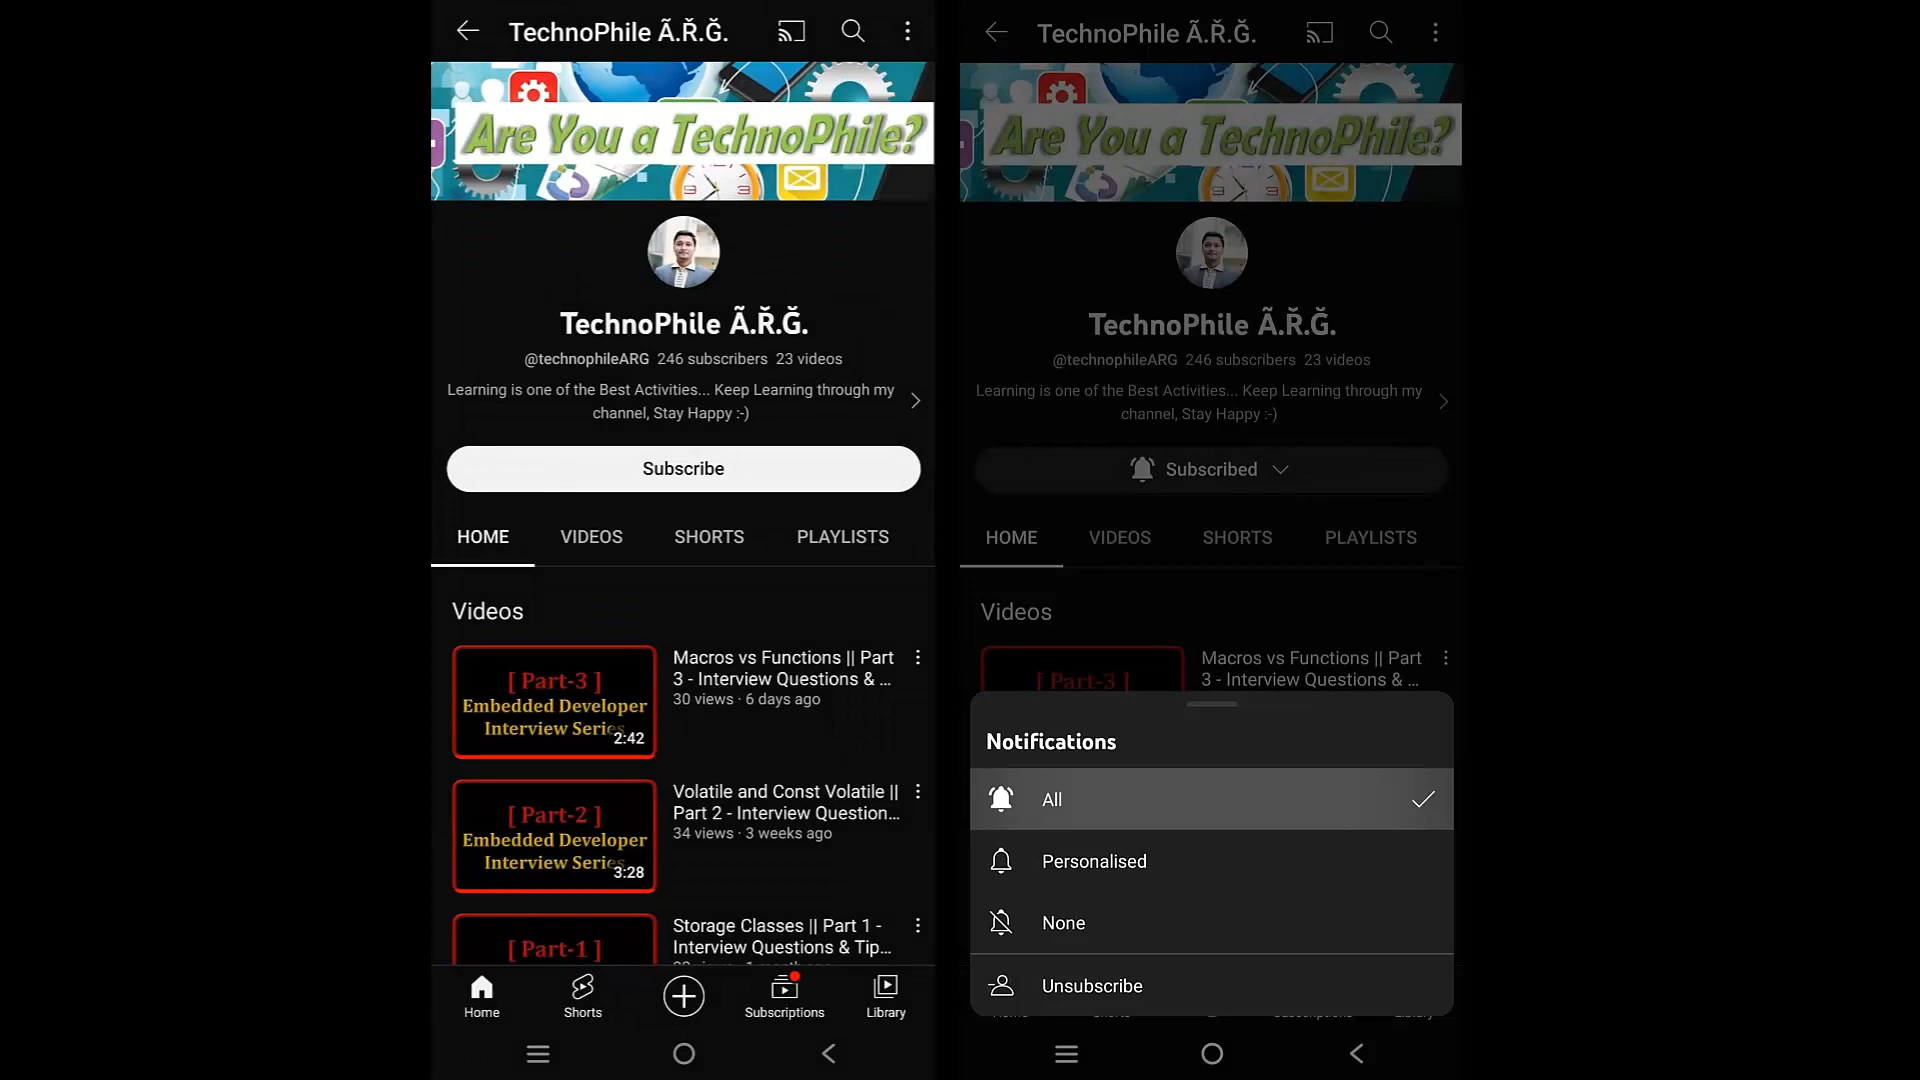 TechnoPhile Ã.Ř.Ğ.
Are You a TechnoPhile?
TechnoPhile Ã.Ř.Ğ.
@technophileARG 246 subscribers 23 videos
Learning is one of the Best Activities... Keep Learning through my
channel, Stay Happy :-)
Subscribe
HOME VIDEOS SHORTS PLAYLISTS
Videos
[ Part-3 ]
Embedded Developer
Interview Series
2:42
Macros vs Functions || Part
3 - Interview Questions & ...
30 views · 6 days ago
[ Part-2 ]
Embedded Developer
Interview Series
3:28
Volatile and Const Volatile ||
Part 2 - Interview Question...
34 views · 3 weeks ago
[ Part-1 ]
Storage Classes || Part 1 -
Interview Questions & Tip...
Home Shorts Subscriptions Library
TechnoPhile Ã.Ř.Ğ.
Are You a TechnoPhile?
TechnoPhile Ã.Ř.Ğ.
@technophileARG 246 subscribers 23 videos
Learning is one of the Best Activities... Keep Learning through my
channel, Stay Happy :-)
Subscribed
HOME VIDEOS SHORTS PLAYLISTS
Videos
[ Part-3 ]
Macros vs Functions || Part
3 - Interview Questions & ...
Notifications
All
Personalised
None
Unsubscribe